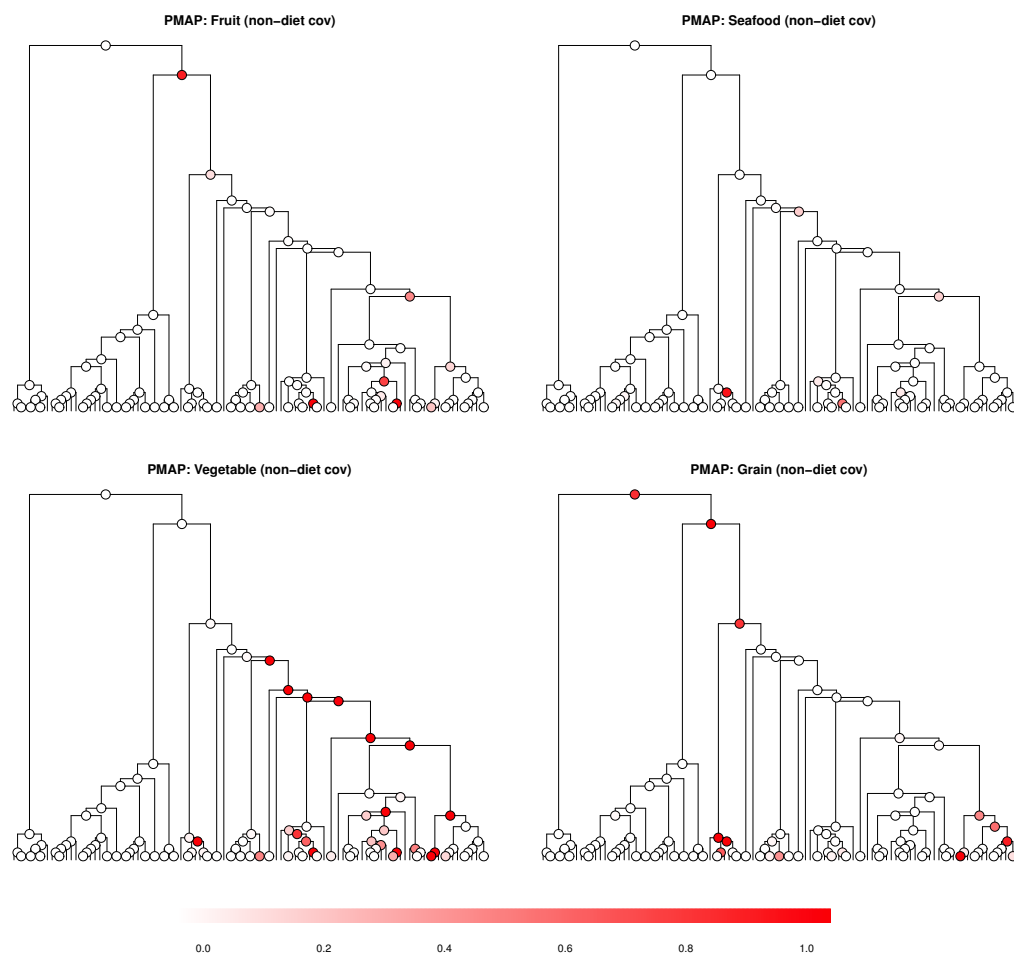 PMAP: Fruit (non−diet cov)
PMAP: Seafood (non−diet cov)
PMAP: Vegetable (non−diet cov)
PMAP: Grain (non−diet cov)
0.0 0.2 0.4 0.6 0.8 1.0